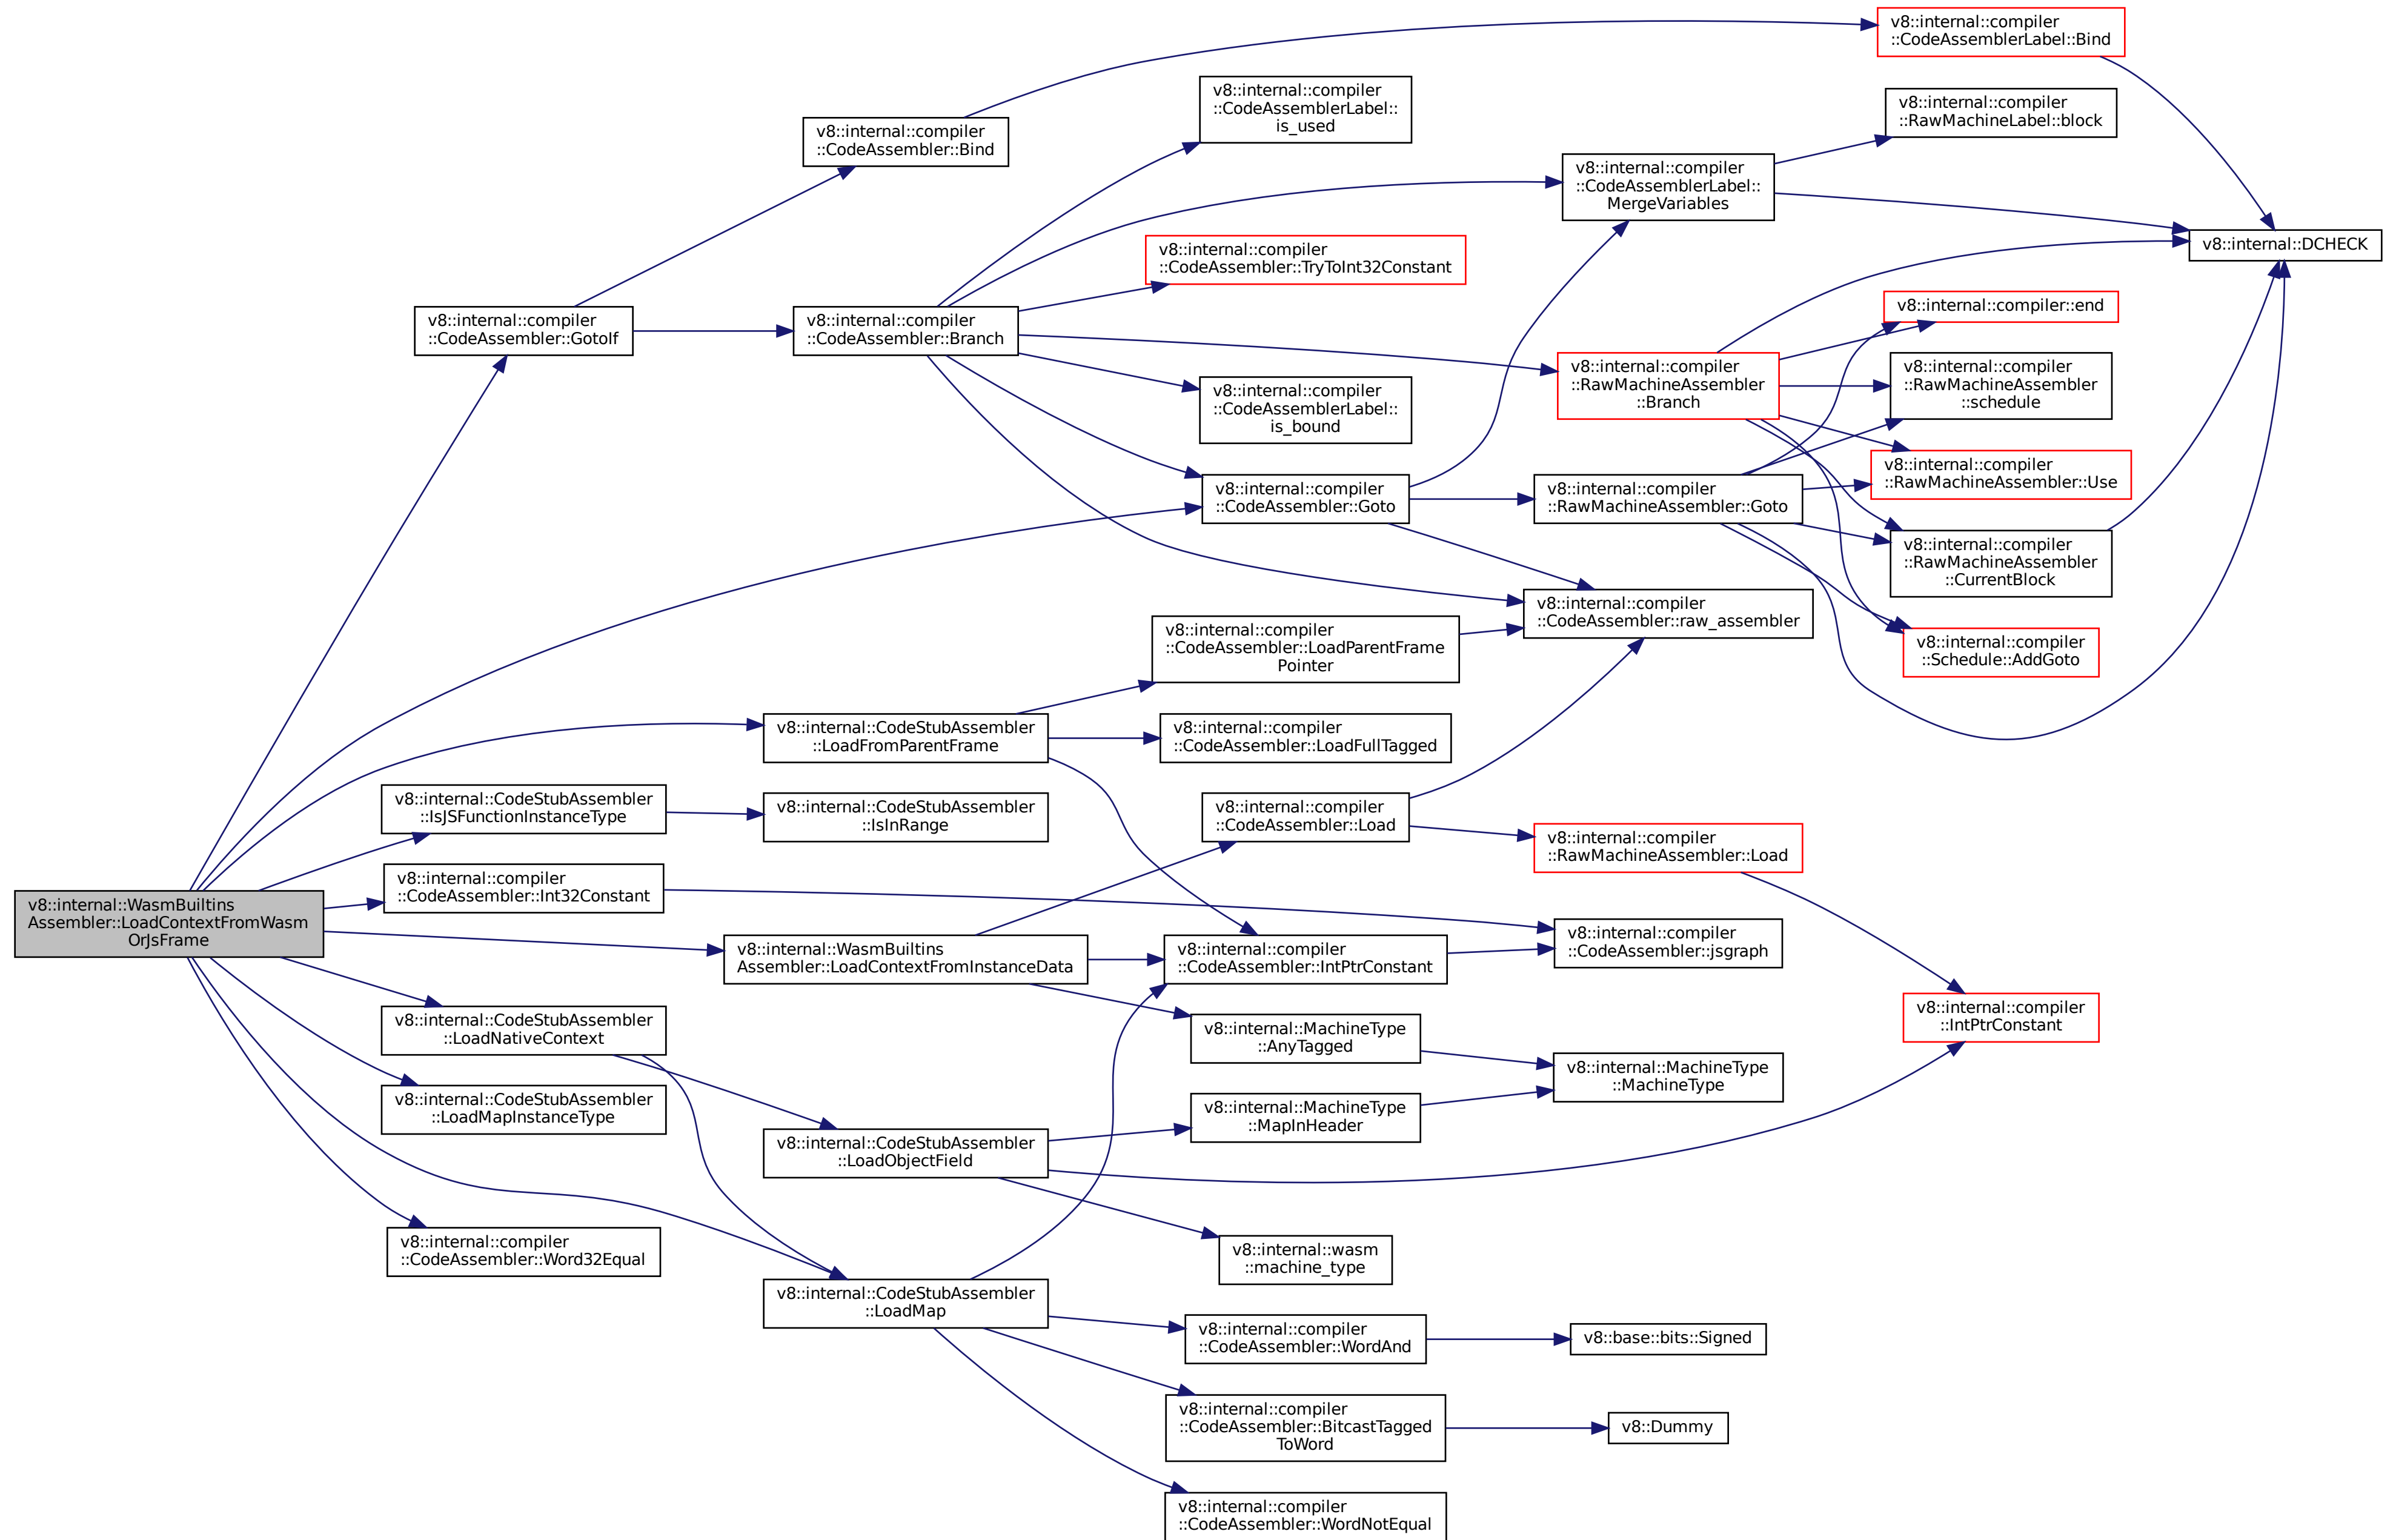 v8::internal::WasmBuiltins
Assembler::LoadContextFromWasm
OrJsFrame
v8::internal::compiler
::CodeAssembler::GotoIf
v8::internal::CodeStubAssembler
::IsJSFunctionInstanceType
v8::internal::compiler
::CodeAssembler::Int32Constant
v8::internal::CodeStubAssembler
::LoadNativeContext
v8::internal::CodeStubAssembler
::LoadMapInstanceType
v8::internal::compiler
::CodeAssembler::Word32Equal
v8::internal::compiler
::CodeAssembler::Bind
v8::internal::compiler
::CodeAssembler::Branch
v8::internal::CodeStubAssembler
::LoadFromParentFrame
v8::internal::CodeStubAssembler
::IsInRange
v8::internal::WasmBuiltins
Assembler::LoadContextFromInstanceData
v8::internal::CodeStubAssembler
::LoadObjectField
v8::internal::CodeStubAssembler
::LoadMap
v8::internal::compiler
::CodeAssemblerLabel::
is_used
v8::internal::compiler
::CodeAssembler::TryToInt32Constant
v8::internal::compiler
::CodeAssemblerLabel::
is_bound
v8::internal::compiler
::CodeAssembler::Goto
v8::internal::compiler
::CodeAssembler::LoadParentFrame
Pointer
v8::internal::compiler
::CodeAssembler::LoadFullTagged
v8::internal::compiler
::CodeAssembler::Load
v8::internal::compiler
::CodeAssembler::IntPtrConstant
v8::internal::MachineType
::AnyTagged
v8::internal::MachineType
::MapInHeader
v8::internal::wasm
::machine_type
v8::internal::compiler
::CodeAssembler::WordAnd
v8::internal::compiler
::CodeAssembler::BitcastTagged
ToWord
v8::internal::compiler
::CodeAssembler::WordNotEqual
v8::internal::compiler
::CodeAssemblerLabel::
MergeVariables
v8::internal::compiler
::RawMachineAssembler
::Branch
v8::internal::compiler
::RawMachineAssembler::Goto
v8::internal::compiler
::CodeAssembler::raw_assembler
v8::internal::compiler
::RawMachineAssembler::Load
v8::internal::compiler
::CodeAssembler::jsgraph
v8::internal::MachineType
::MachineType
v8::base::bits::Signed
v8::Dummy
v8::internal::compiler
::CodeAssemblerLabel::Bind
v8::internal::compiler
::RawMachineLabel::block
v8::internal::compiler::end
v8::internal::compiler
::RawMachineAssembler
::schedule
v8::internal::compiler
::RawMachineAssembler::Use
v8::internal::compiler
::RawMachineAssembler
::CurrentBlock
v8::internal::compiler
::Schedule::AddGoto
v8::internal::compiler
::IntPtrConstant
v8::internal::DCHECK